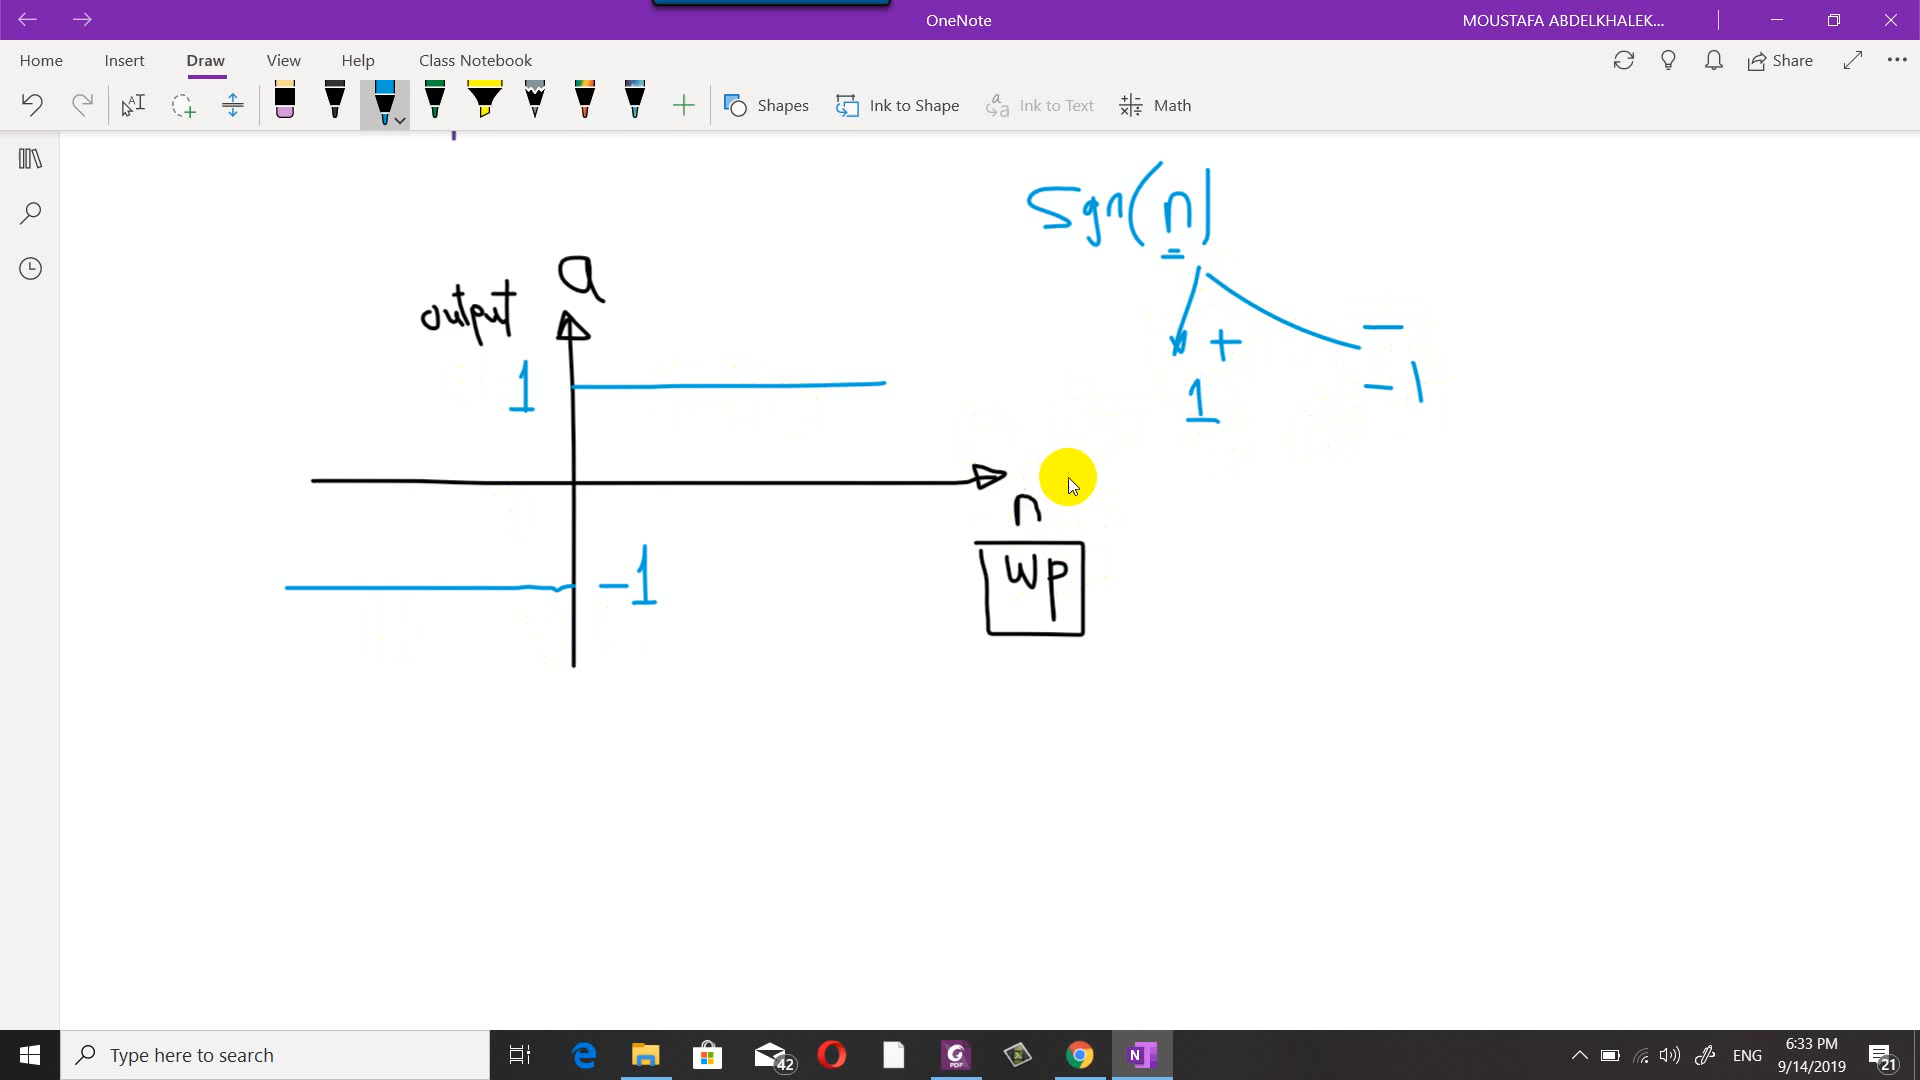 OneNote
MOUSTAFA ABDELKHALEK...
Home Insert Draw View Help Class Notebook
Share
Shapes Ink to Shape Ink to Text Math
Sgn(n)
a
output
+ -
1
1 -1
n
wp
-1
Type here to search
42
PDF
N
ENG
6:33 PM
9/14/2019
21